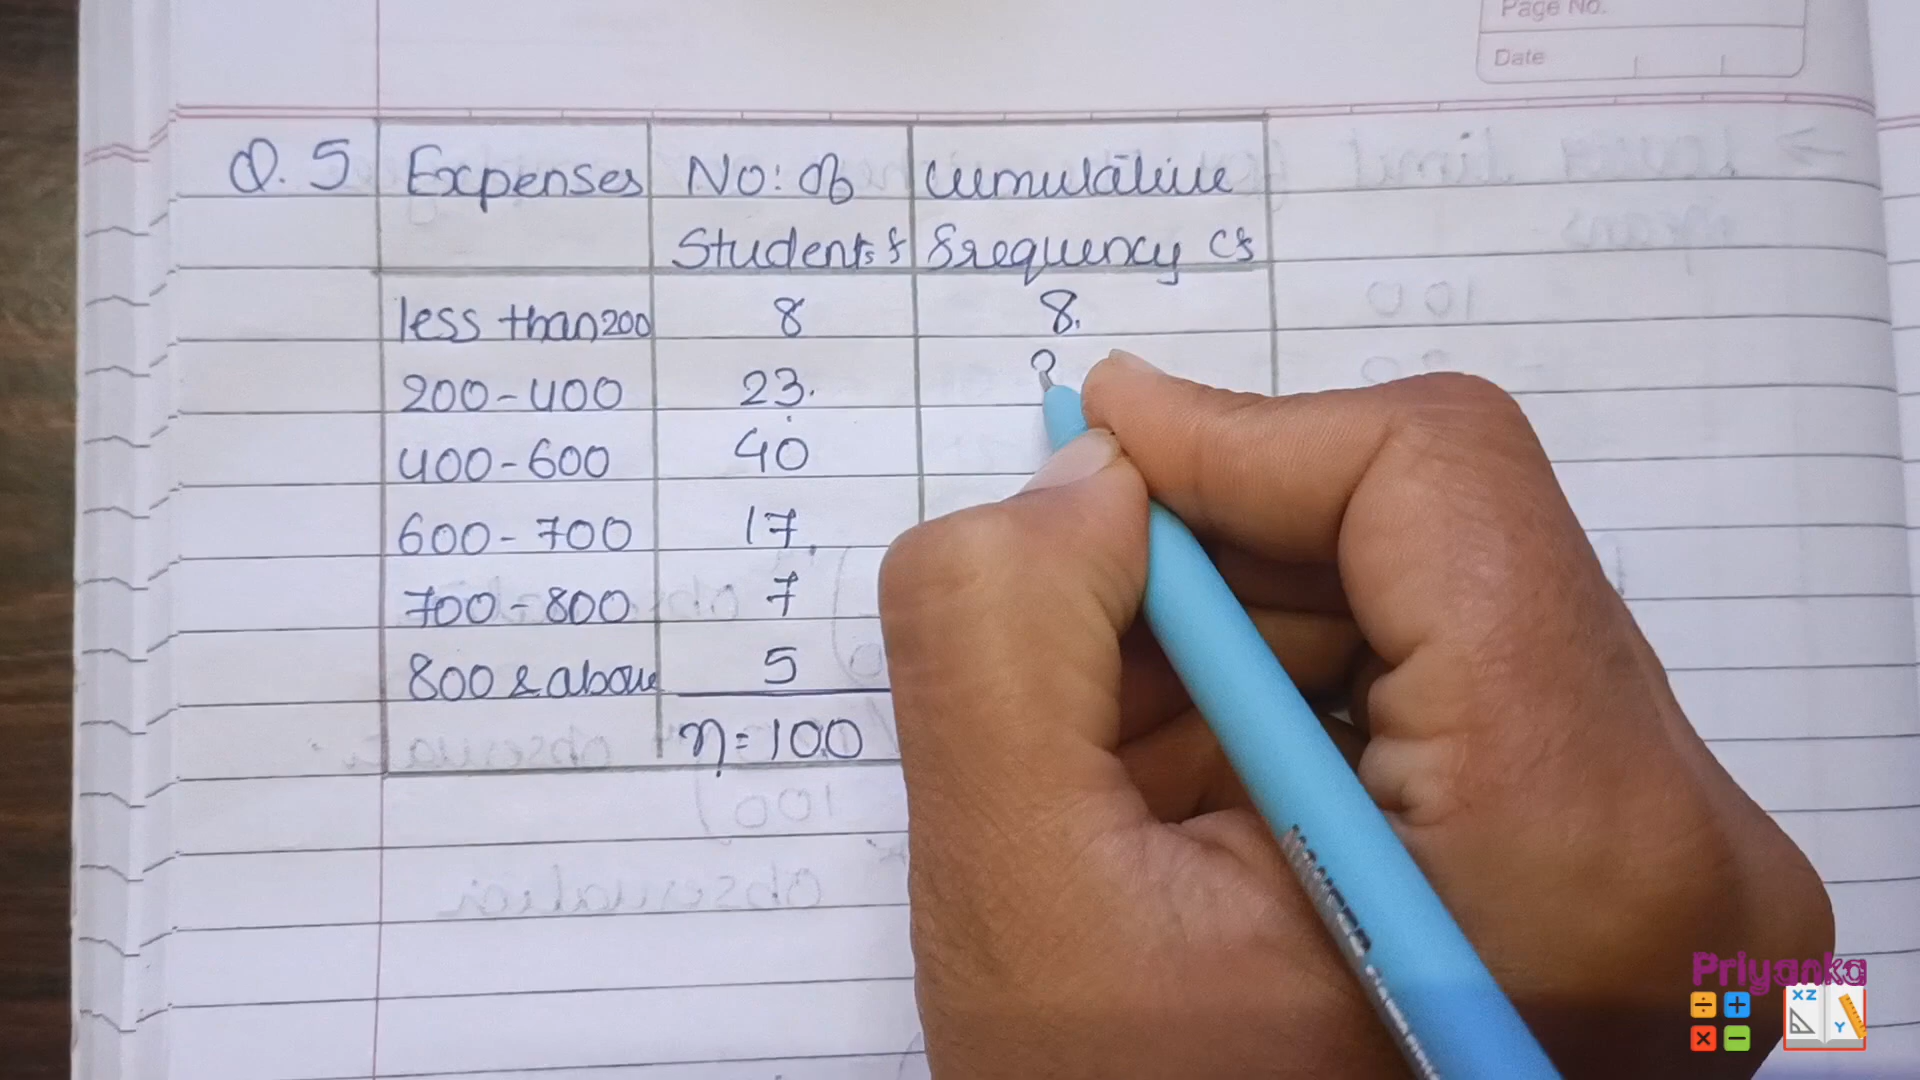 Page No.
Date
Q. 5 Expenses No: of Cumulative
Students f frequency cf
less than 200 8 8.
200-400 23.
400-600 40
600-700 17
700-800 7
800 & above 5
n=100
Priyanka